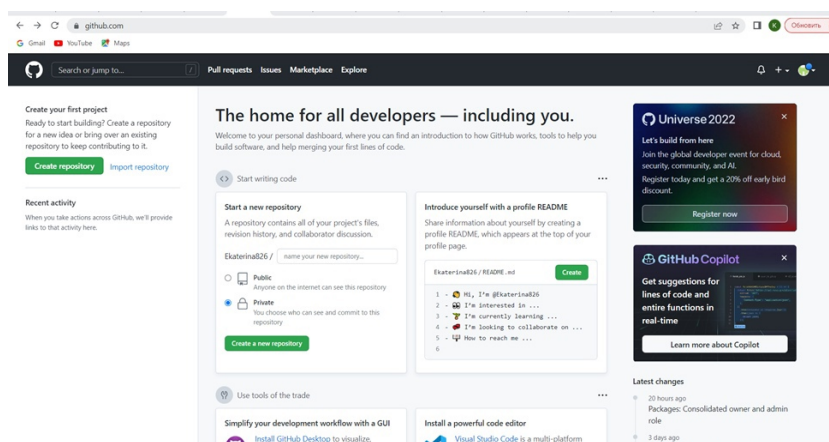 github.com
Обновить
K
Gmail YouTube Maps
Search or jump to...
/
Pull requests Issues Marketplace Explore
Create your first project
Ready to start building? Create a repository
for a new idea or bring over an existing
repository to keep contributing to it.
Create repository
Import repository
Recent activity
When you take actions across GitHub, we'll provide
links to that activity here.
The home for all developers — including you.
Welcome to your personal dashboard, where you can find an introduction to how GitHub works, tools to help you
build software, and help merging your first lines of code.
<> Start writing code
Start a new repository
A repository contains all of your project's files,
revision history, and collaborator discussion.
Ekaterina826 / name your new repository...
Public
Anyone on the internet can see this repository
Private
You choose who can see and commit to this
repository
Create a new repository
Introduce yourself with a profile README
Share information about yourself by creating a
profile README, which appears at the top of your
profile page.
Ekaterina826 / README.md
Create
1 - 👋 Hi, I'm @Ekaterina826
2 - 👀 I'm interested in ...
3 - 🌱 I'm currently learning ...
4 - 💞️ I'm looking to collaborate on ...
5 - 📫 How to reach me ...
6
Use tools of the trade
Simplify your development workflow with a GUI
Install GitHub Desktop to visualize,
Install a powerful code editor
Visual Studio Code is a multi-platform
Universe 2022
Let's build from here
Join the global developer event for cloud,
security, community, and AI.
Register today and get a 20% off early bird
discount.
Register now
GitHub Copilot
Get suggestions for
lines of code and
entire functions in
real-time
Learn more about Copilot
Latest changes
20 hours ago
Packages: Consolidated owner and admin
role
3 days ago